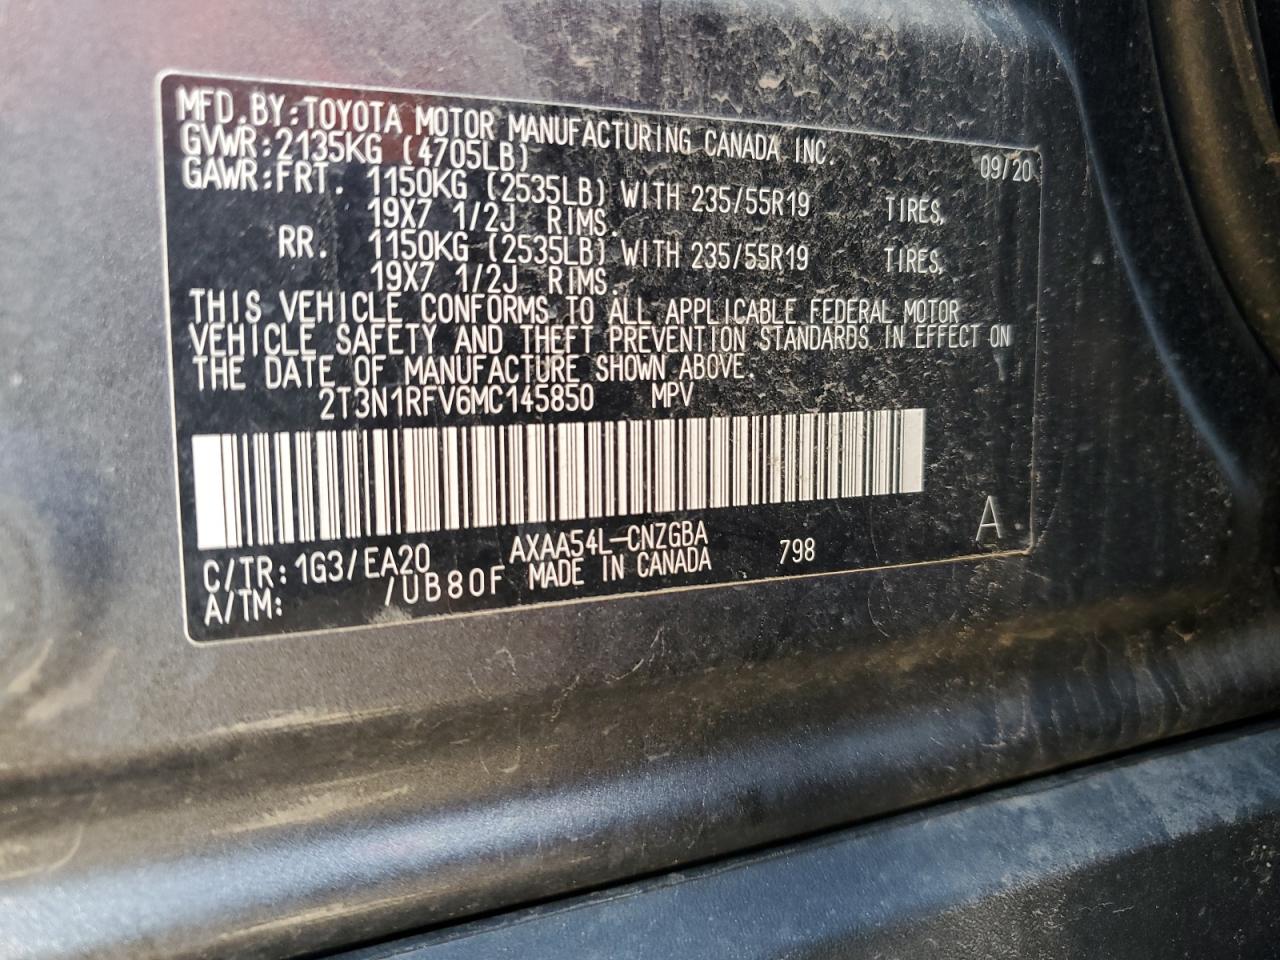 MFD.BY:TOYOTA MOTOR MANUFACTURING CANADA INC.
GVWR:2135KG (4705LB) 09/20
GAWR:FRT. 1150KG (2535LB) WITH 235/55R19 TIRES,
19X7 1/2J RIMS.
RR. 1150KG (2535LB) WITH 235/55R19 TIRES,
19X7 1/2J RIMS.
THIS VEHICLE CONFORMS TO ALL APPLICABLE FEDERAL MOTOR
VEHICLE SAFETY AND THEFT PREVENTION STANDARDS IN EFFECT ON
THE DATE OF MANUFACTURE SHOWN ABOVE.
2T3N1RFV6MC145850 MPV
C/TR:1G3/EA20 AXAA54L-CNZGBA A
A/TM: /UB80F MADE IN CANADA 798